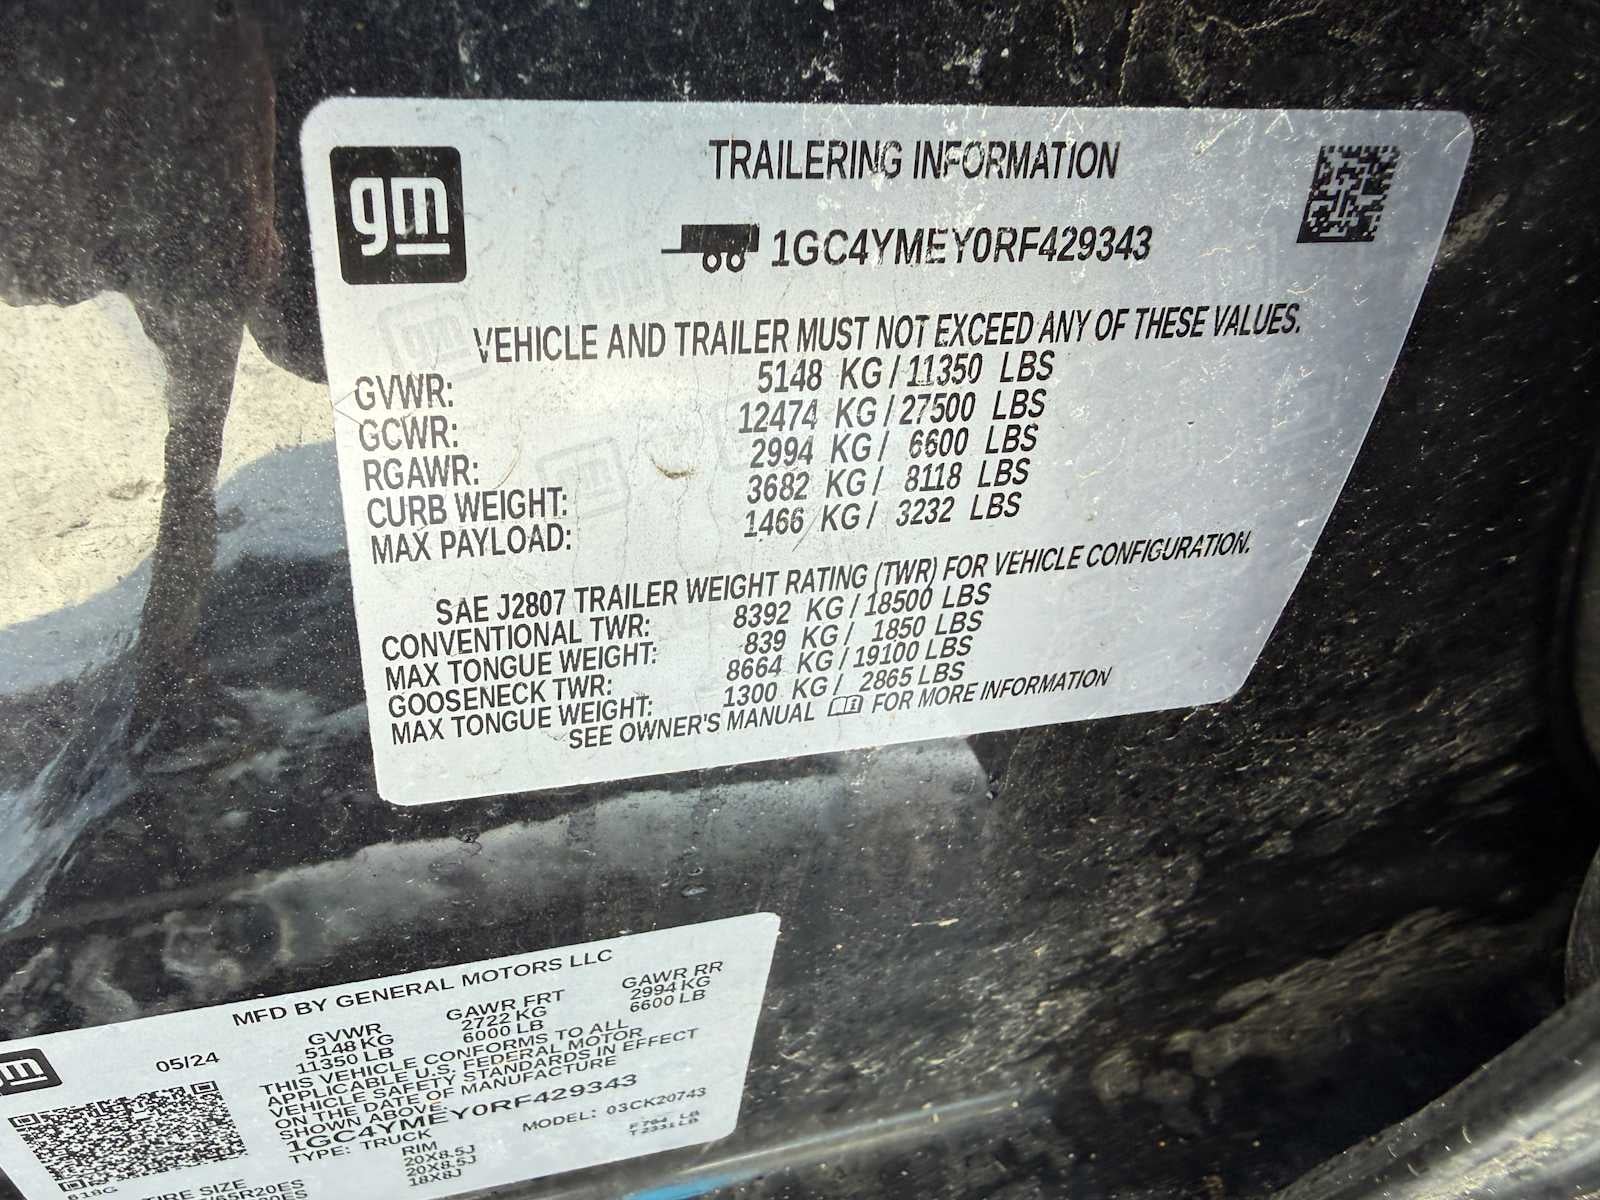 gm
TRAILERING INFORMATION
1GC4YMEY0RF429343
VEHICLE AND TRAILER MUST NOT EXCEED ANY OF THESE VALUES.
GVWR: 5148 KG / 11350 LBS
GCWR: 12474 KG / 27500 LBS
RGAWR: 2994 KG / 6600 LBS
CURB WEIGHT: 3682 KG / 8118 LBS
MAX PAYLOAD: 1466 KG / 3232 LBS
SAE J2807 TRAILER WEIGHT RATING (TWR) FOR VEHICLE CONFIGURATION.
CONVENTIONAL TWR: 8392 KG / 18500 LBS
MAX TONGUE WEIGHT: 839 KG / 1850 LBS
GOOSENECK TWR: 8664 KG / 19100 LBS
MAX TONGUE WEIGHT: 1300 KG / 2865 LBS
SEE OWNER'S MANUAL FOR MORE INFORMATION
gm
MFD BY GENERAL MOTORS LLC
05/24 GVWR GAWR FRT GAWR RR
5148 KG 2722 KG 2994 KG
11350 LB 6000 LB 6600 LB
THIS VEHICLE CONFORMS TO ALL
APPLICABLE U.S. FEDERAL MOTOR
VEHICLE SAFETY STANDARDS IN EFFECT
ON THE DATE OF MANUFACTURE
SHOWN ABOVE.
1GC4YMEY0RF429343
TYPE: TRUCK MODEL: 03CK20743
618G
TIRE SIZE RIM
65R20ES 20X8.5J
20X8.5J
18X8J